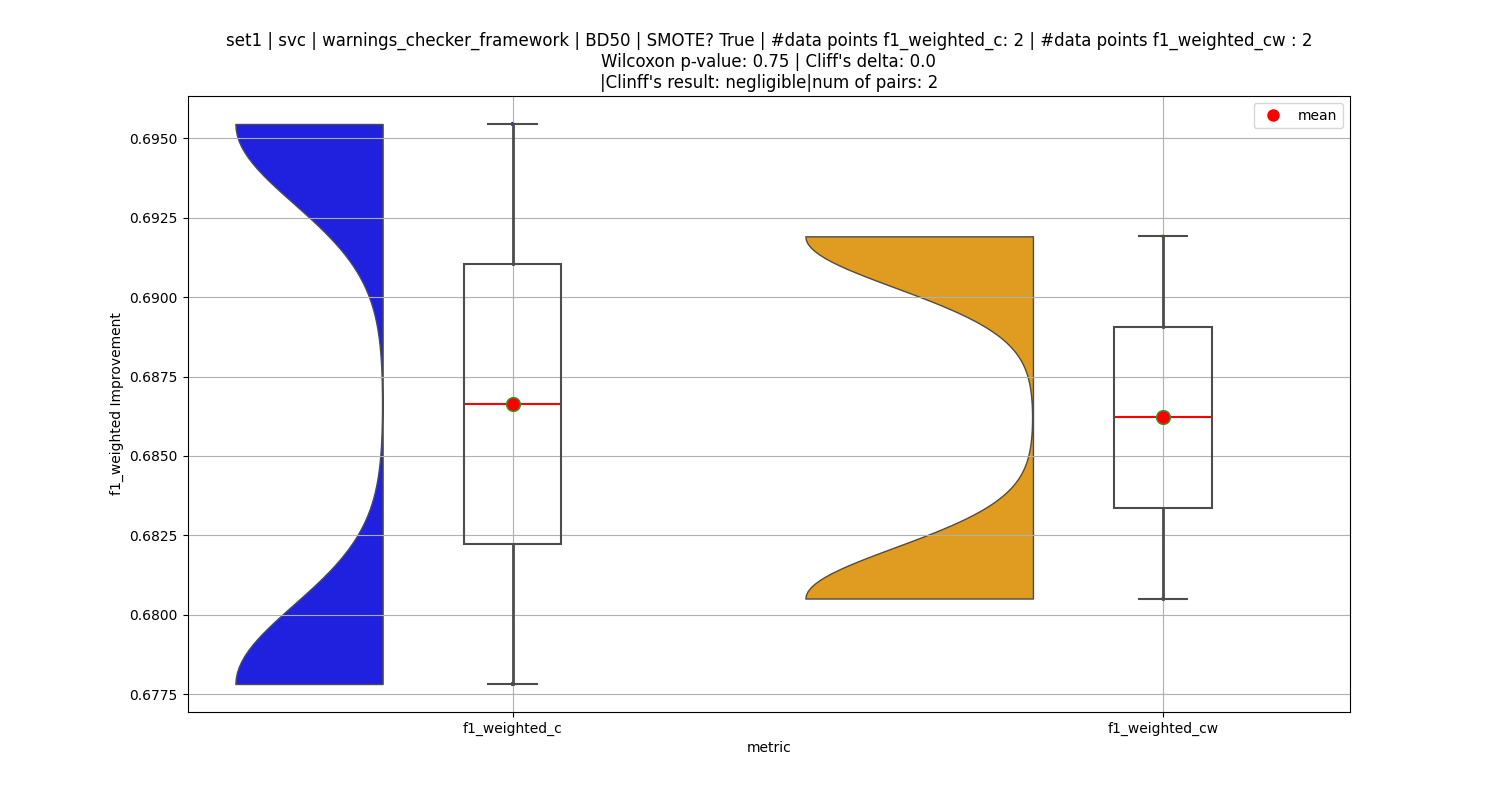 set1 | svc | warnings_checker_framework | BD50 | SMOTE? True | #data points f1_weighted_c: 2 | #data points f1_weighted_cw : 2
Wilcoxon p-value: 0.75 | Cliff's delta: 0.0
|Clinff's result: negligible|num of pairs: 2
mean
0.6950
0.6925
0.6900
0.6875
0.6850
0.6825
0.6800
0.6775
f1_weighted Improvement
f1_weighted_c
f1_weighted_cw
metric